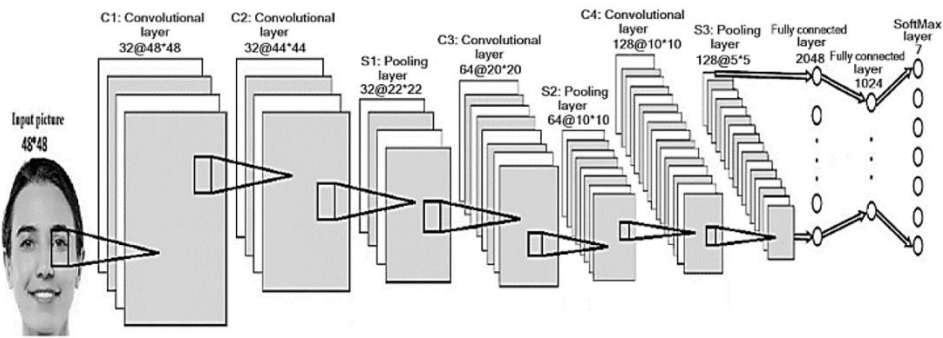 Input picture
48*48
C1: Convolutional
layer
32@48*48
C2: Convolutional
layer
32@44*44
S1: Pooling
layer
32@22*22
C3: Convolutional
layer
64@20*20
S2: Pooling
layer
64@10*10
C4: Convolutional
layer
128@10*10
S3: Pooling
layer
128@5*5
Fully connected
layer
2048
Fully connected
layer
1024
SoftMax
layer
7